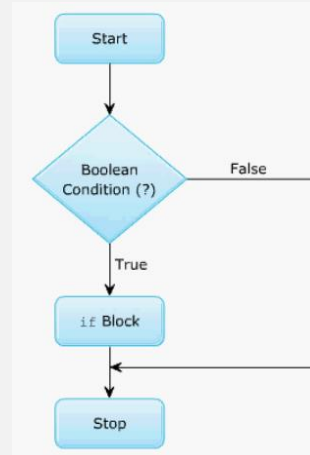 Start
Boolean
Condition (?)
False
True
if Block
Stop